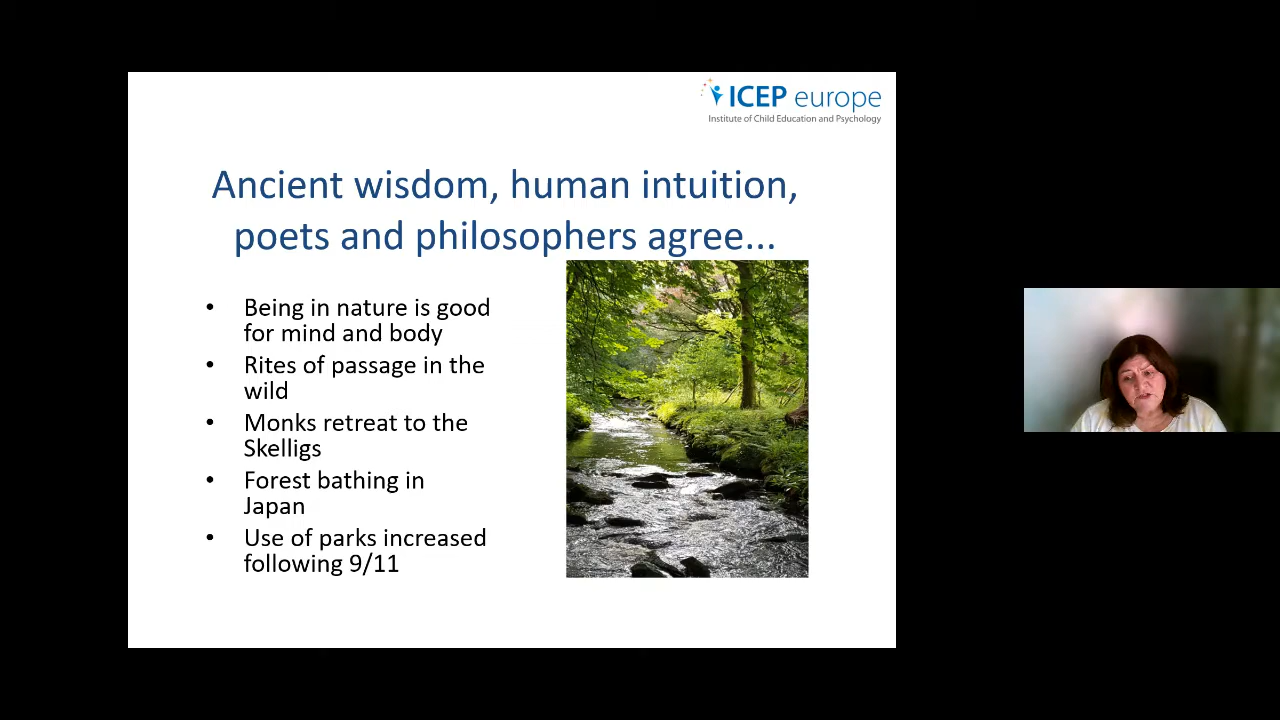 ICEP europe
Institute of Child Education and Psychology
Ancient wisdom, human intuition,
poets and philosophers agree...
• Being in nature is good
for mind and body
• Rites of passage in the
wild
• Monks retreat to the
Skelligs
• Forest bathing in
Japan
• Use of parks increased
following 9/11